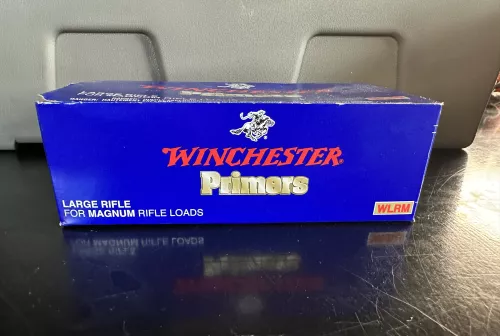 WINCHESTER
Primers
LARGE RIFLE
FOR MAGNUM RIFLE LOADS
WLRM